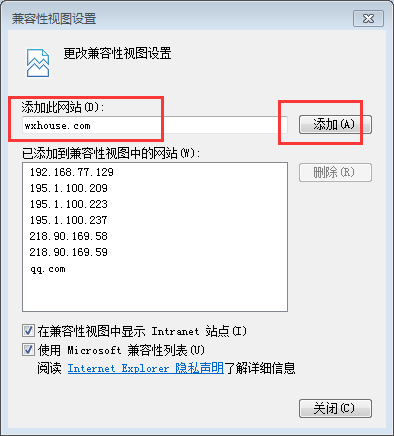 兼容性视图设置
更改兼容性视图设置
添加此网站(D):
wxhouse.com
添加(A)
已添加到兼容性视图中的网站(W):
192.168.77.129
195.1.100.209
195.1.100.223
195.1.100.237
218.90.169.58
218.90.169.59
qq.com
删除(R)
在兼容性视图中显示 Intranet 站点(I)
使用 Microsoft 兼容性列表(U)
阅读 Internet Explorer 隐私声明了解详细信息
关闭(C)